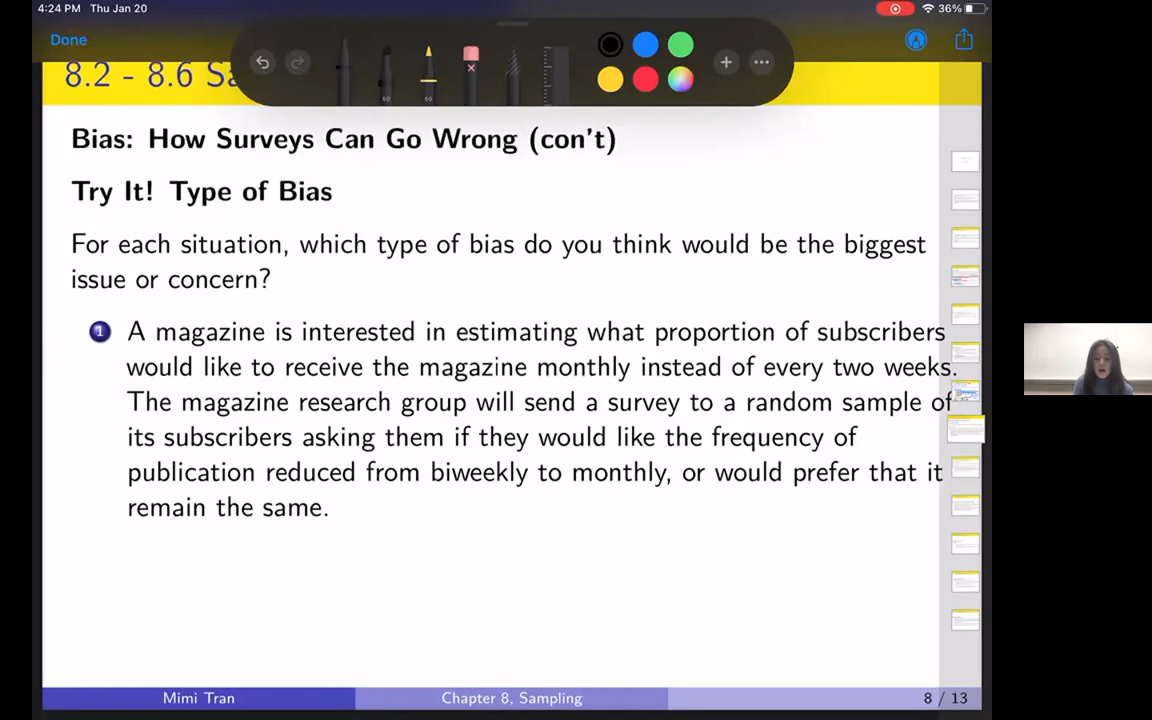 4:24 PM Thu Jan 20
36%
Done
8.2 - 8.6 Sa
50
50
Bias: How Surveys Can Go Wrong (con't)
Try It! Type of Bias
For each situation, which type of bias do you think would be the biggest
issue or concern?
1 A magazine is interested in estimating what proportion of subscribers
would like to receive the magazine monthly instead of every two weeks.
The magazine research group will send a survey to a random sample of
its subscribers asking them if they would like the frequency of
publication reduced from biweekly to monthly, or would prefer that it
remain the same.
Mimi Tran
Chapter 8, Sampling
8 / 13